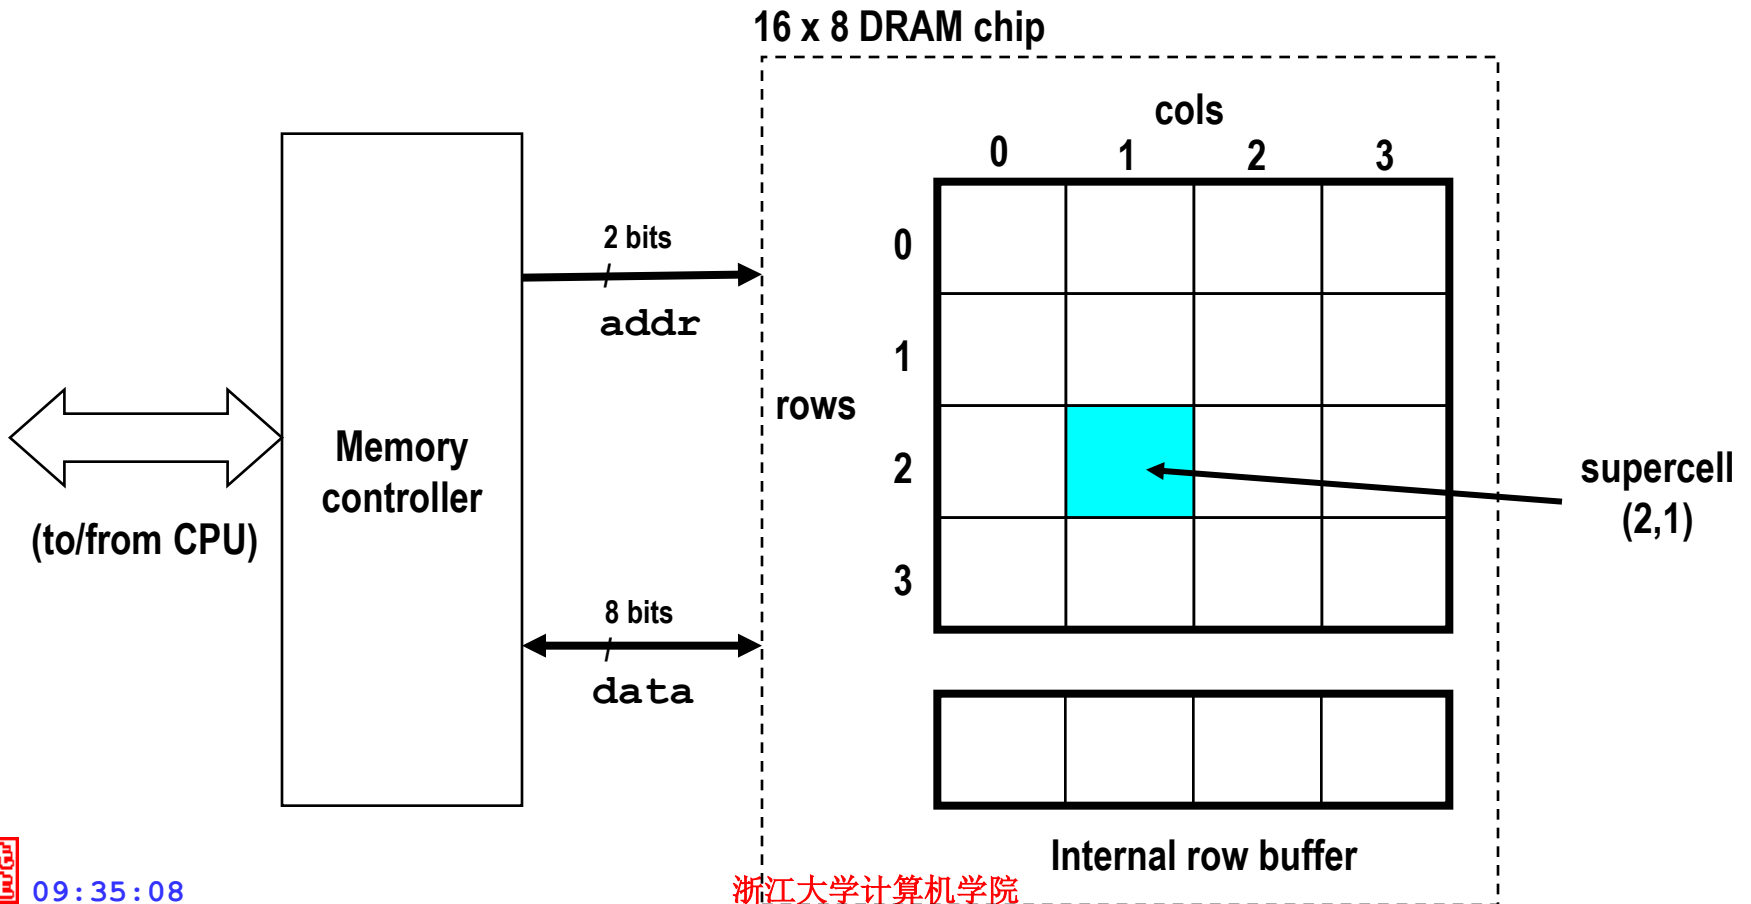 16 x 8 DRAM chip
cols
0 1 2 3
2 bits
addr
0
1
rows
2
3
Memory
controller
(to/from CPU)
supercell
(2,1)
8 bits
data
Internal row buffer
09:35:08
浙江大学计算机学院